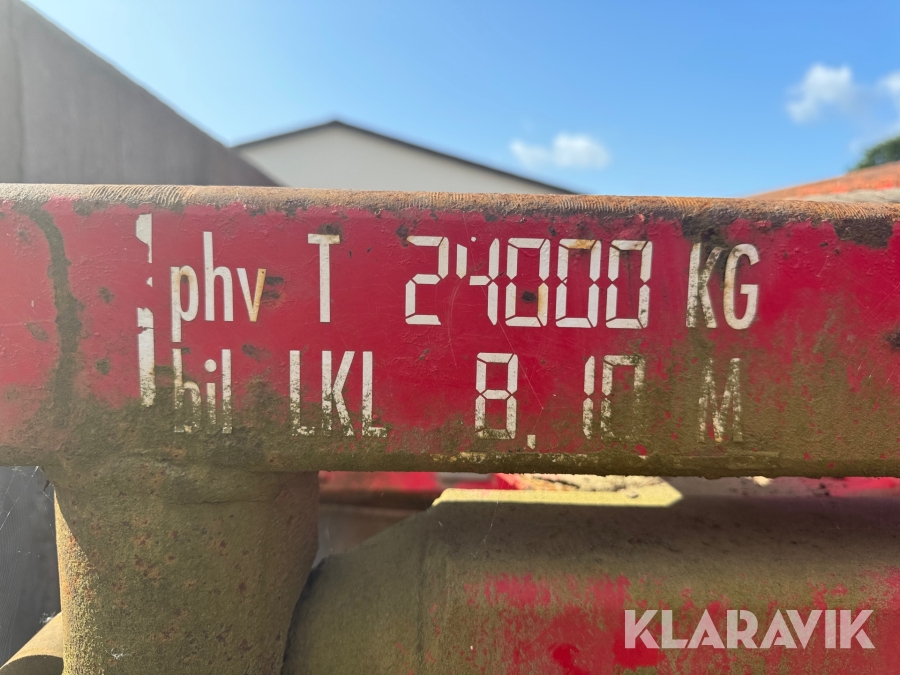 phv T 24000 KG
bil LKL 8,10 M
KLARAVIK